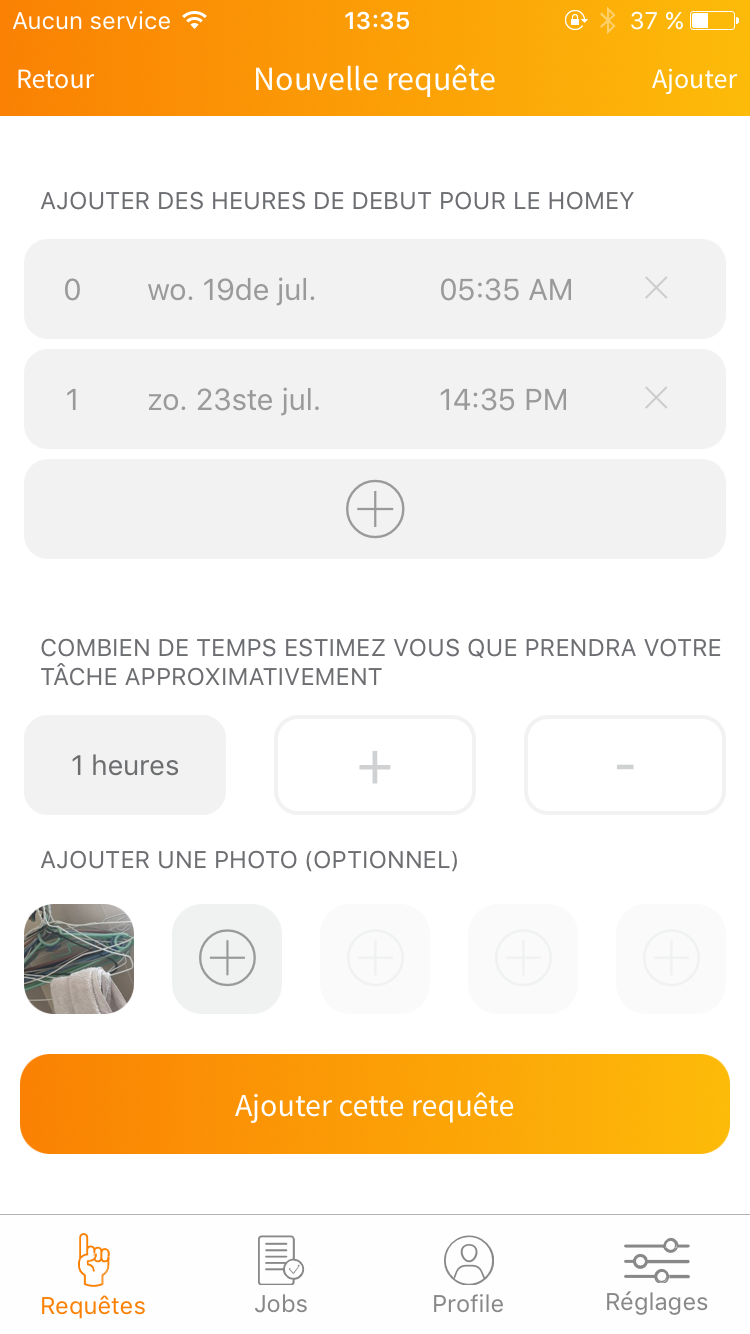 Aucun service 13:35 37 %
Retour Nouvelle requête Ajouter
AJOUTER DES HEURES DE DEBUT POUR LE HOMEY
0 wo. 19de jul. 05:35 AM
1 zo. 23ste jul. 14:35 PM
COMBIEN DE TEMPS ESTIMEZ VOUS QUE PRENDRA VOTRE
TÂCHE APPROXIMATIVEMENT
1 heures + -
AJOUTER UNE PHOTO (OPTIONNEL)
Ajouter cette requête
Requêtes Jobs Profile Réglages